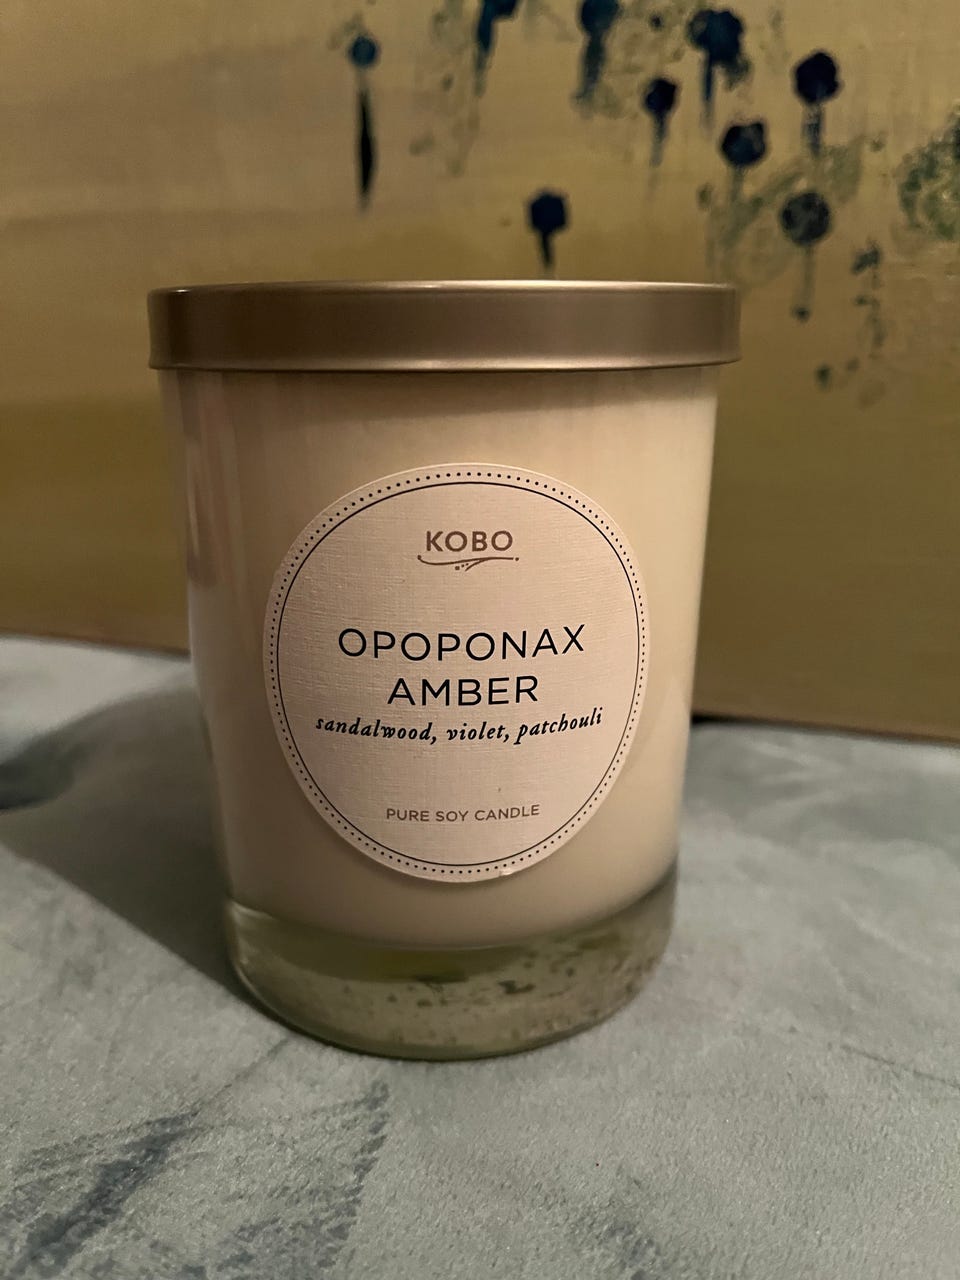 KOBO
OPOPONAX
AMBER
sandalwood, violet, patchouli
PURE SOY CANDLE